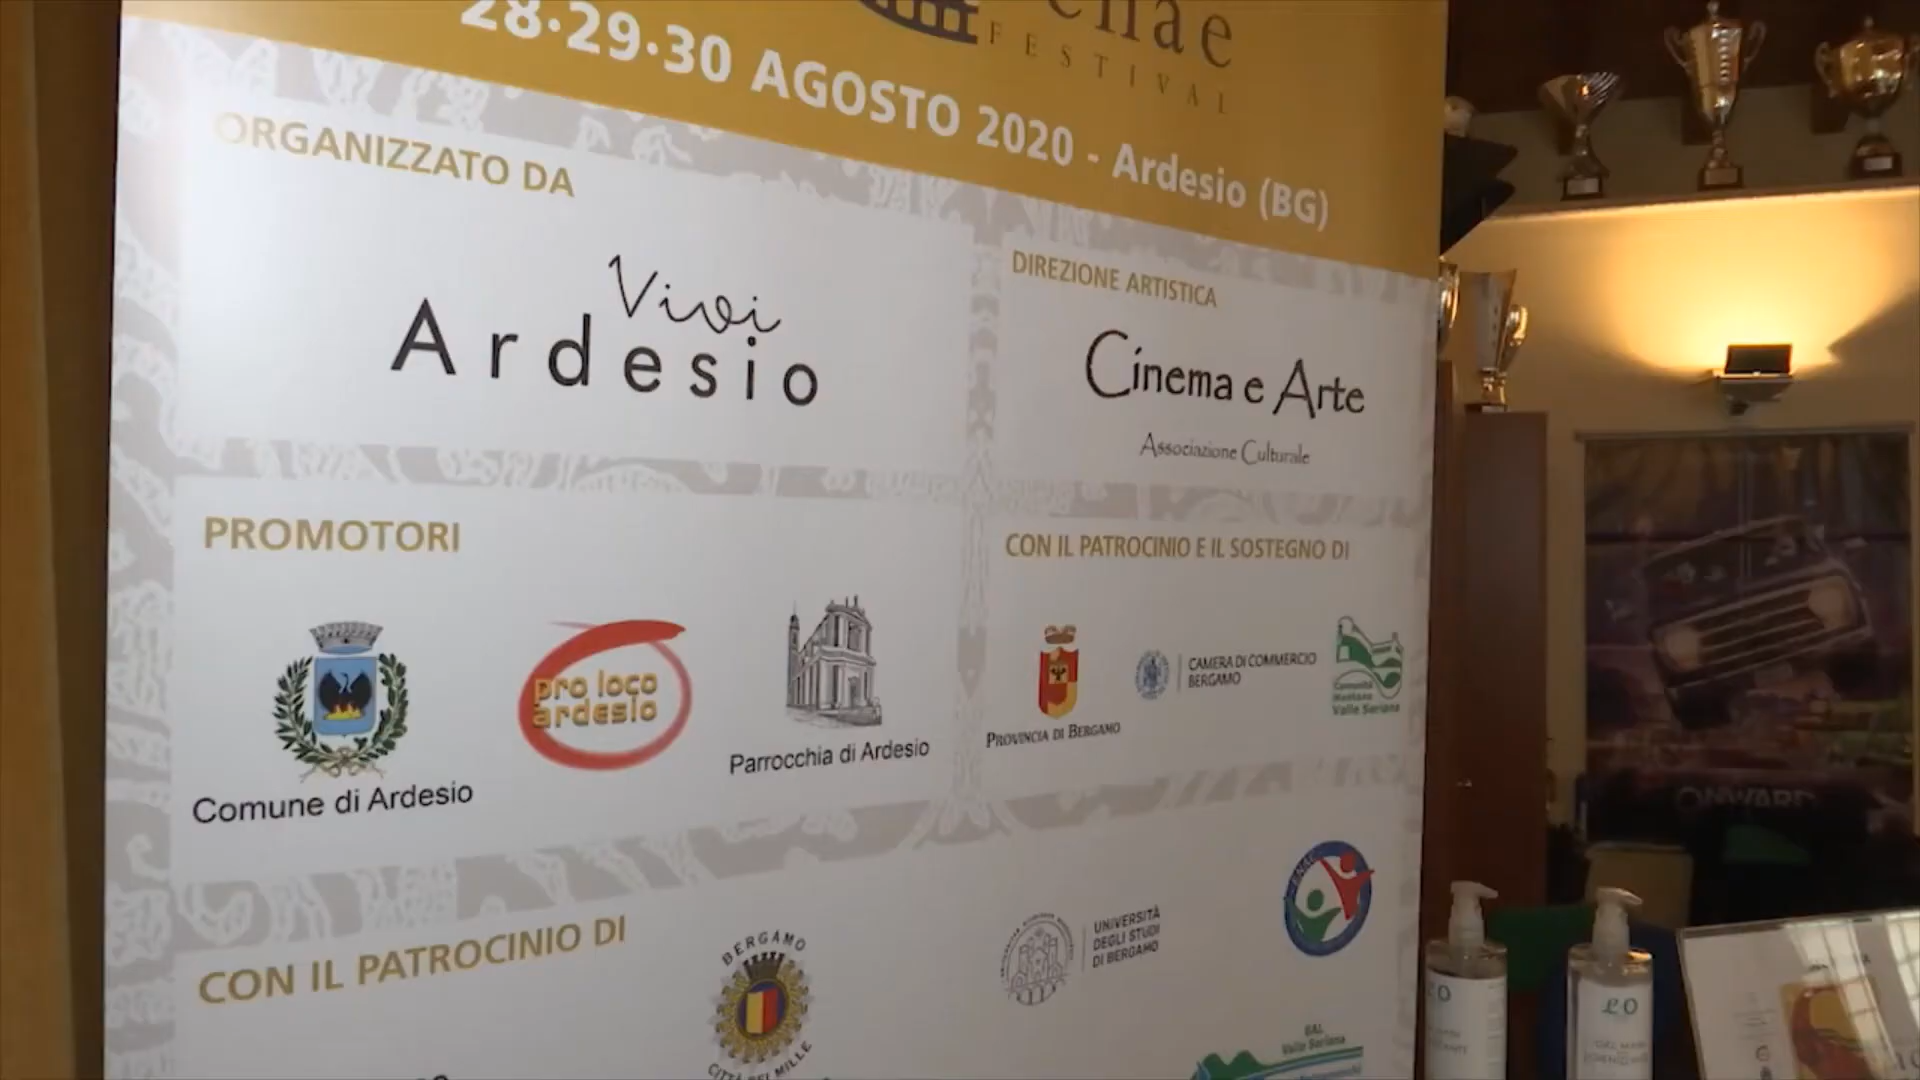 FESTIVAL
28·29·30 AGOSTO 2020 - Ardesio (BG)
ORGANIZZATO DA
Vivi
Ardesio
DIREZIONE ARTISTICA
Cinema e Arte
Associazione Culturale
PROMOTORI
Comune di Ardesio
pro loco
ardesio
Parrocchia di Ardesio
CON IL PATROCINIO E IL SOSTEGNO DI
PROVINCIA DI BERGAMO
CAMERA DI COMMERCIO
BERGAMO
Comunità
Montana
Valle Seriana
CON IL PATROCINIO DI
BERGAMO
CITTÀ DEI MILLE
UNIVERSITÀ
DEGLI STUDI
DI BERGAMO
GAL
Valle Seriana
ONWARD